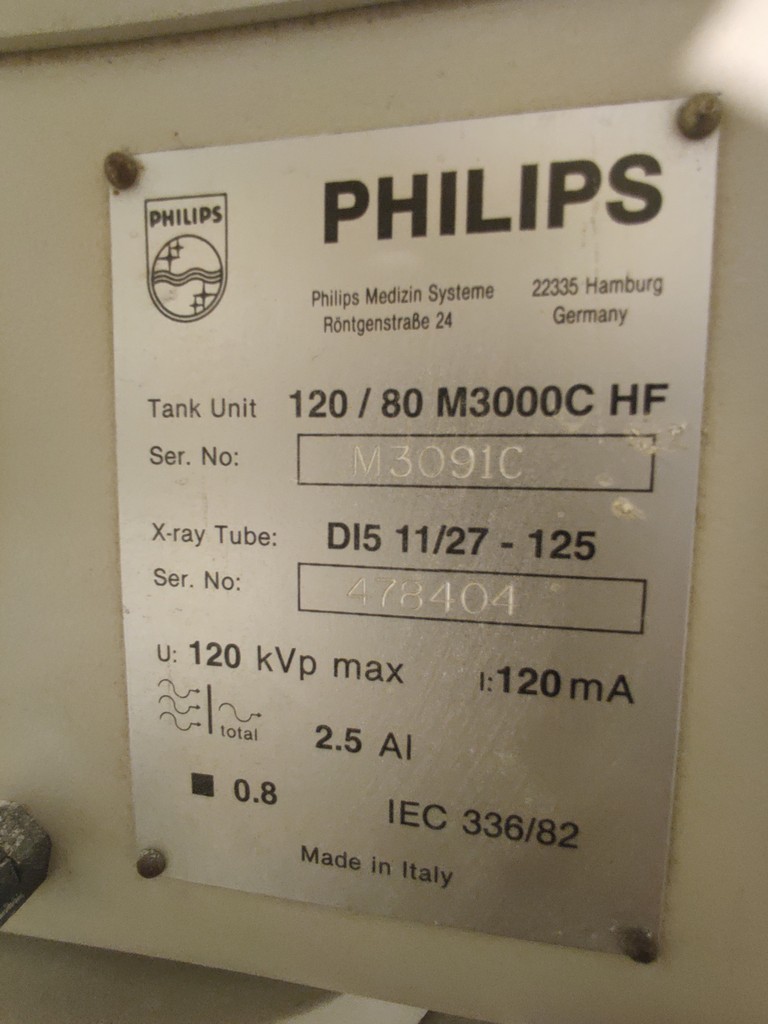 PHILIPS
PHILIPS
Philips Medizin Systeme 22335 Hamburg
Röntgenstraße 24 Germany
Tank Unit 120 / 80 M3000C HF
Ser. No: M3091C
X-ray Tube: DI5 11/27 - 125
Ser. No: 478404
U: 120 kVp max I: 120 mA
total 2.5 Al
0.8 IEC 336/82
Made in Italy